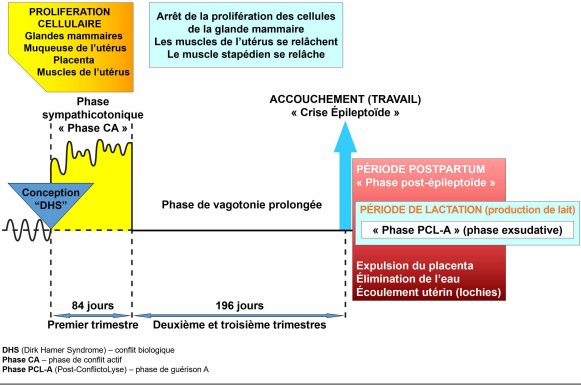 PROLIFERATION
CELLULAIRE
Glandes mammaires
Muqueuse de l'utérus
Placenta
Muscles de l'utérus
Arrêt de la prolifération des cellules
de la glande mammaire
Les muscles de l'utérus se relâchent
Le muscle stapédien se relâche
Phase
sympathicotonique
« Phase CA »
ACCOUCHEMENT (TRAVAIL)
« Crise Épileptoïde »
Conception
"DHS"
Phase de vagotonie prolongée
PÉRIODE POSTPARTUM
« Phase post-épileptoïde »
PÉRIODE DE LACTATION (production de lait)
« Phase PCL-A » (phase exsudative)
Expulsion du placenta
Élimination de l'eau
Écoulement utérin (lochies)
84 jours
196 jours
Premier trimestre
Deuxième et troisième trimestres
DHS (Dirk Hamer Syndrome) – conflit biologique
Phase CA – phase de conflit actif
Phase PCL-A (Post-ConflictoLyse) – phase de guérison A